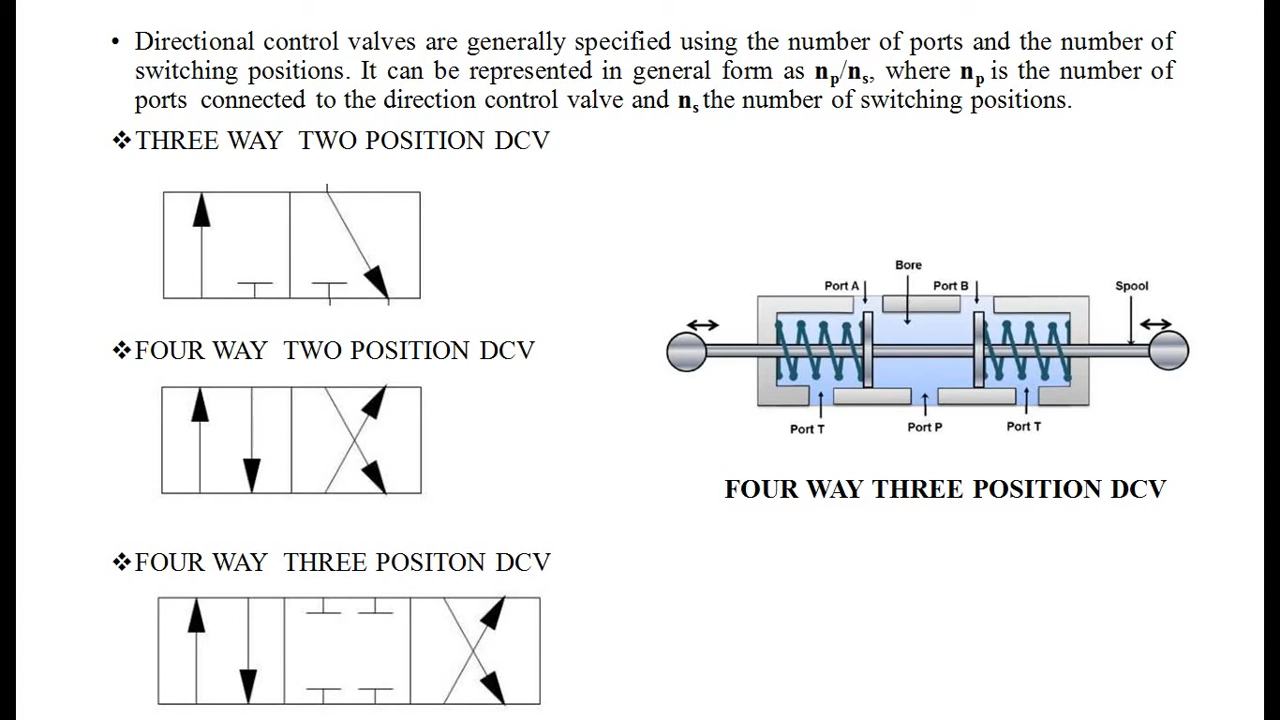 • Directional control valves are generally specified using the number of ports and the number of
switching positions. It can be represented in general form as np/ns, where np is the number of
ports connected to the direction control valve and ns the number of switching positions.
❖THREE WAY TWO POSITION DCV
Bore
Port A
Port B
Spool
❖FOUR WAY TWO POSITION DCV
Port T
Port P
Port T
FOUR WAY THREE POSITION DCV
❖FOUR WAY THREE POSITON DCV